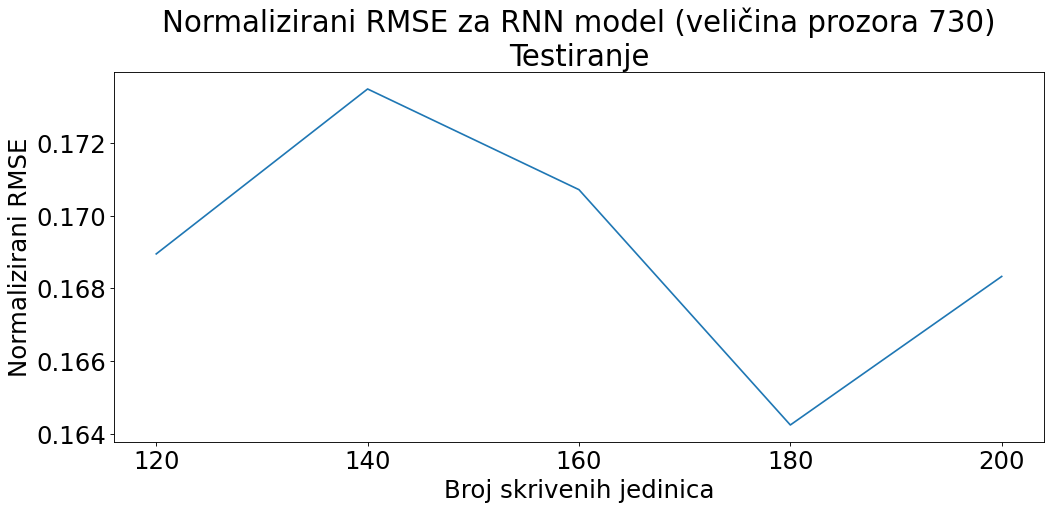 Normalizirani RMSE za RNN model (veličina prozora 730)
Testiranje
Normalizirani RMSE
0.172
0.170
0.168
0.166
0.164
120 140 160 180 200
Broj skrivenih jedinica